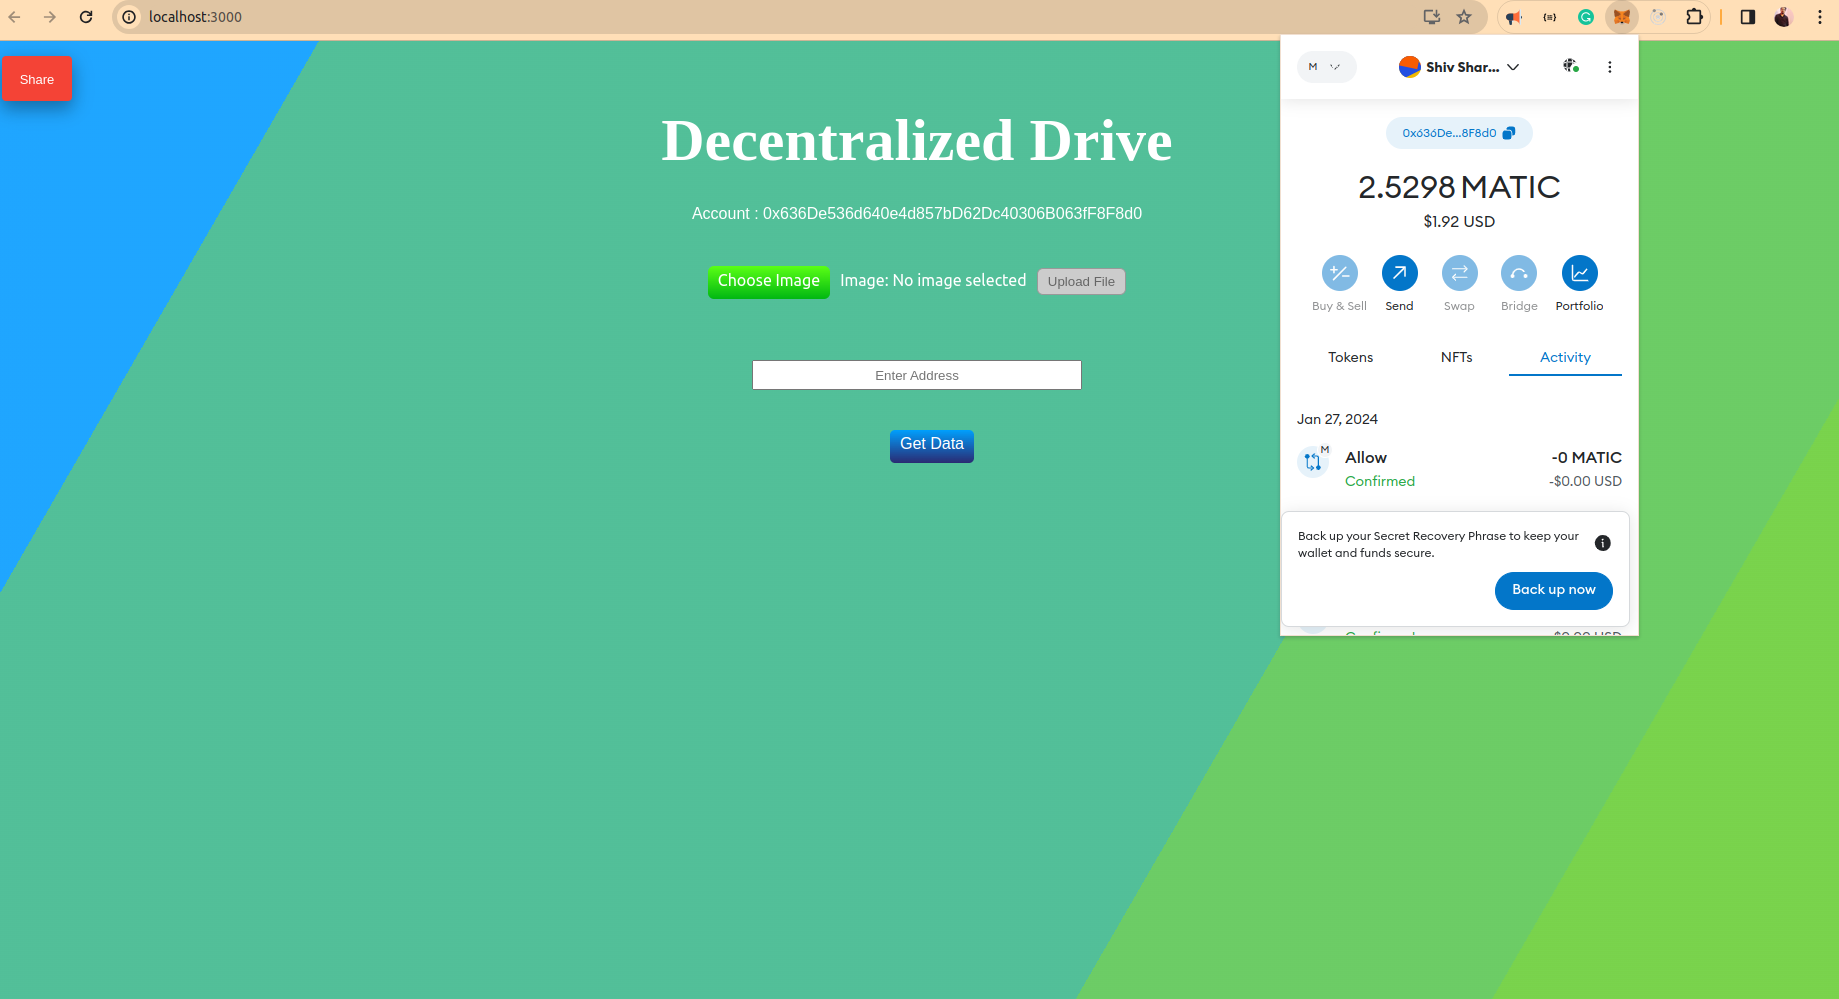 localhost:3000
Share
Decentralized Drive
Account : 0x636De536d640e4d857bD62Dc40306B063fF8F8d0
Choose Image Image: No image selected Upload File
Enter Address
Get Data
M Shiv Shar...
0x636De...8F8d0
2.5298 MATIC
$1.92 USD
Buy & Sell Send Swap Bridge Portfolio
Tokens NFTs Activity
Jan 27, 2024
M
Allow -0 MATIC
Confirmed -$0.00 USD
Back up your Secret Recovery Phrase to keep your
wallet and funds secure.
Back up now